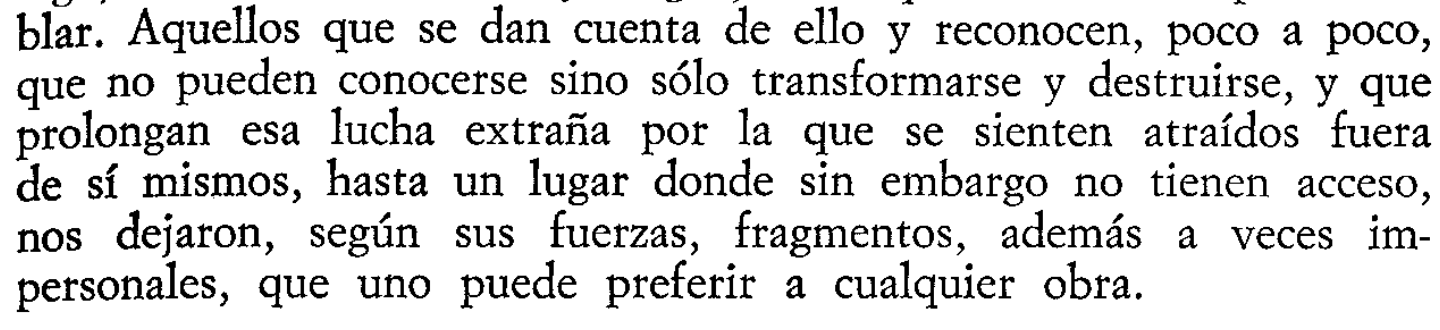 blar. Aquellos que se dan cuenta de ello y reconocen, poco a poco,
que no pueden conocerse sino sólo transformarse y destruirse, y que
prolongan esa lucha extraña por la que se sienten atraídos fuera
de sí mismos, hasta un lugar donde sin embargo no tienen acceso,
nos dejaron, según sus fuerzas, fragmentos, además a veces im-
personales, que uno puede preferir a cualquier obra.